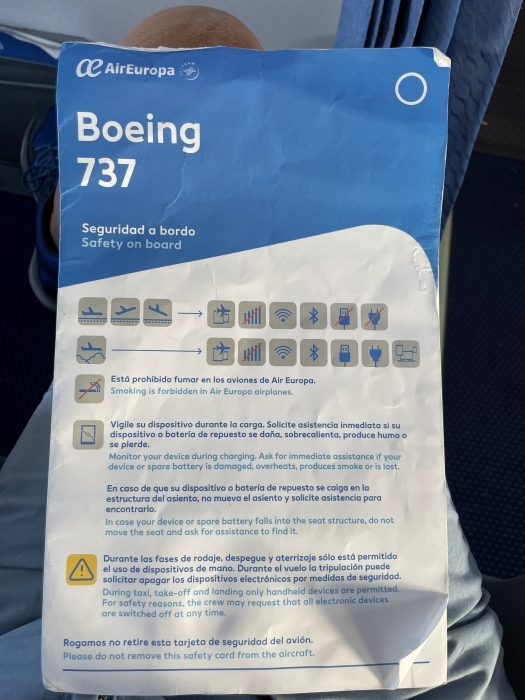 AirEuropa
Boeing
737
Seguridad a bordo
Safety on board
Está prohibido fumar en los aviones de Air Europa.
Smoking is forbidden in Air Europa airplanes.
Vigile su dispositivo durante la carga. Solicite asistencia inmediata si su
dispositivo o batería de repuesto se daña, sobrecalienta, produce humo o
se pierde.
Monitor your device during charging. Ask for immediate assistance if your
device or spare battery is damaged, overheats, produces smoke or is lost.
En caso de que su dispositivo o batería de repuesto se caiga en la
estructura del asiento, no mueva el asiento y solicite asistencia para
encontrarlo.
In case your device or spare battery falls into the seat structure, do not
move the seat and ask for assistance to find it.
Durante las fases de rodaje, despegue y aterrizaje sólo está permitido
el uso de dispositivos de mano. Durante el vuelo la tripulación puede
solicitar apagar los dispositivos electrónicos por medidas de seguridad.
During taxi, take-off and landing only handheld devices are permitted.
For safety reasons, the crew may request that all electronic devices
are switched off at any time.
Rogamos no retire esta tarjeta de seguridad del avión.
Please do not remove this safety card from the aircraft.